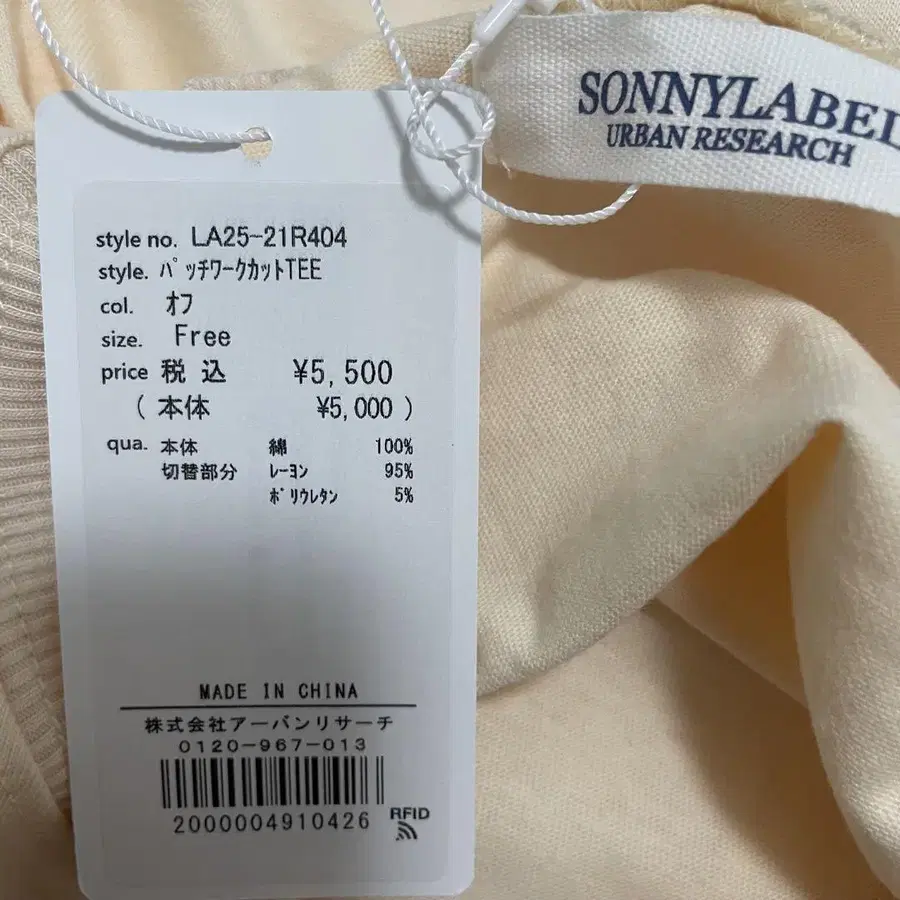 SONNYLABEL
URBAN RESEARCH
style no. LA25-21R404
style. ﾊﾟｯﾁﾜｰｸｶｯﾄTEE
col. ｵﾌ
size. Free
price 税込 ¥5,500
(本体 ¥5,000)
qua. 本体 綿 100%
切替部分 ﾚｰﾖﾝ 95%
ﾎﾟﾘｳﾚﾀﾝ 5%
MADE IN CHINA
株式会社アーバンリサーチ
0120-967-013
2000004910426
RFID